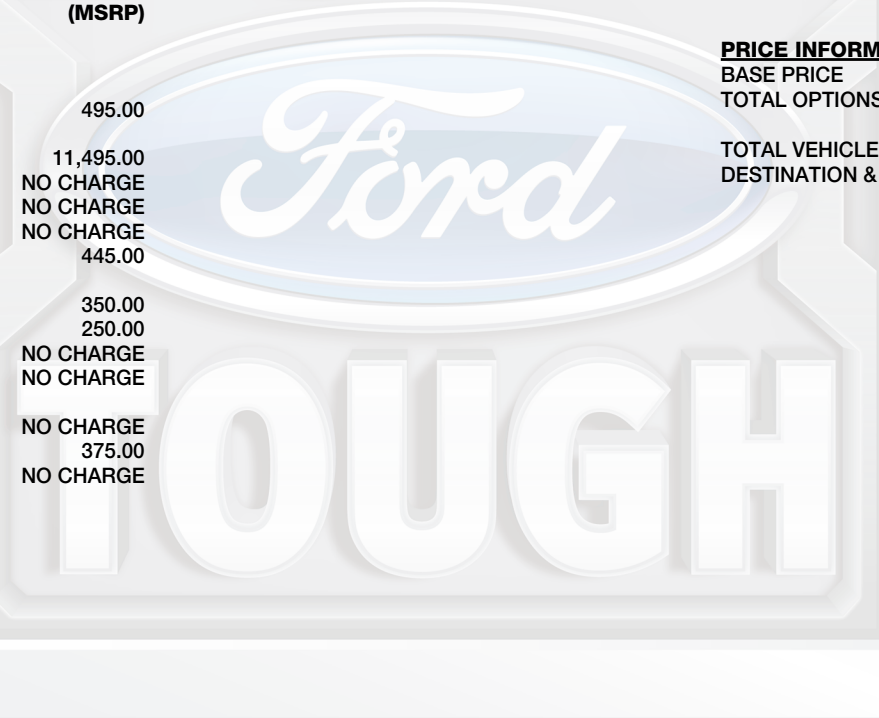 (MSRP)
495.00
11,495.00
NO CHARGE
NO CHARGE
NO CHARGE
445.00
350.00
250.00
NO CHARGE
NO CHARGE
NO CHARGE
375.00
NO CHARGE
PRICE INFORM
BASE PRICE
TOTAL OPTIONS
TOTAL VEHICLE
DESTINATION &
Ford
TOUGH